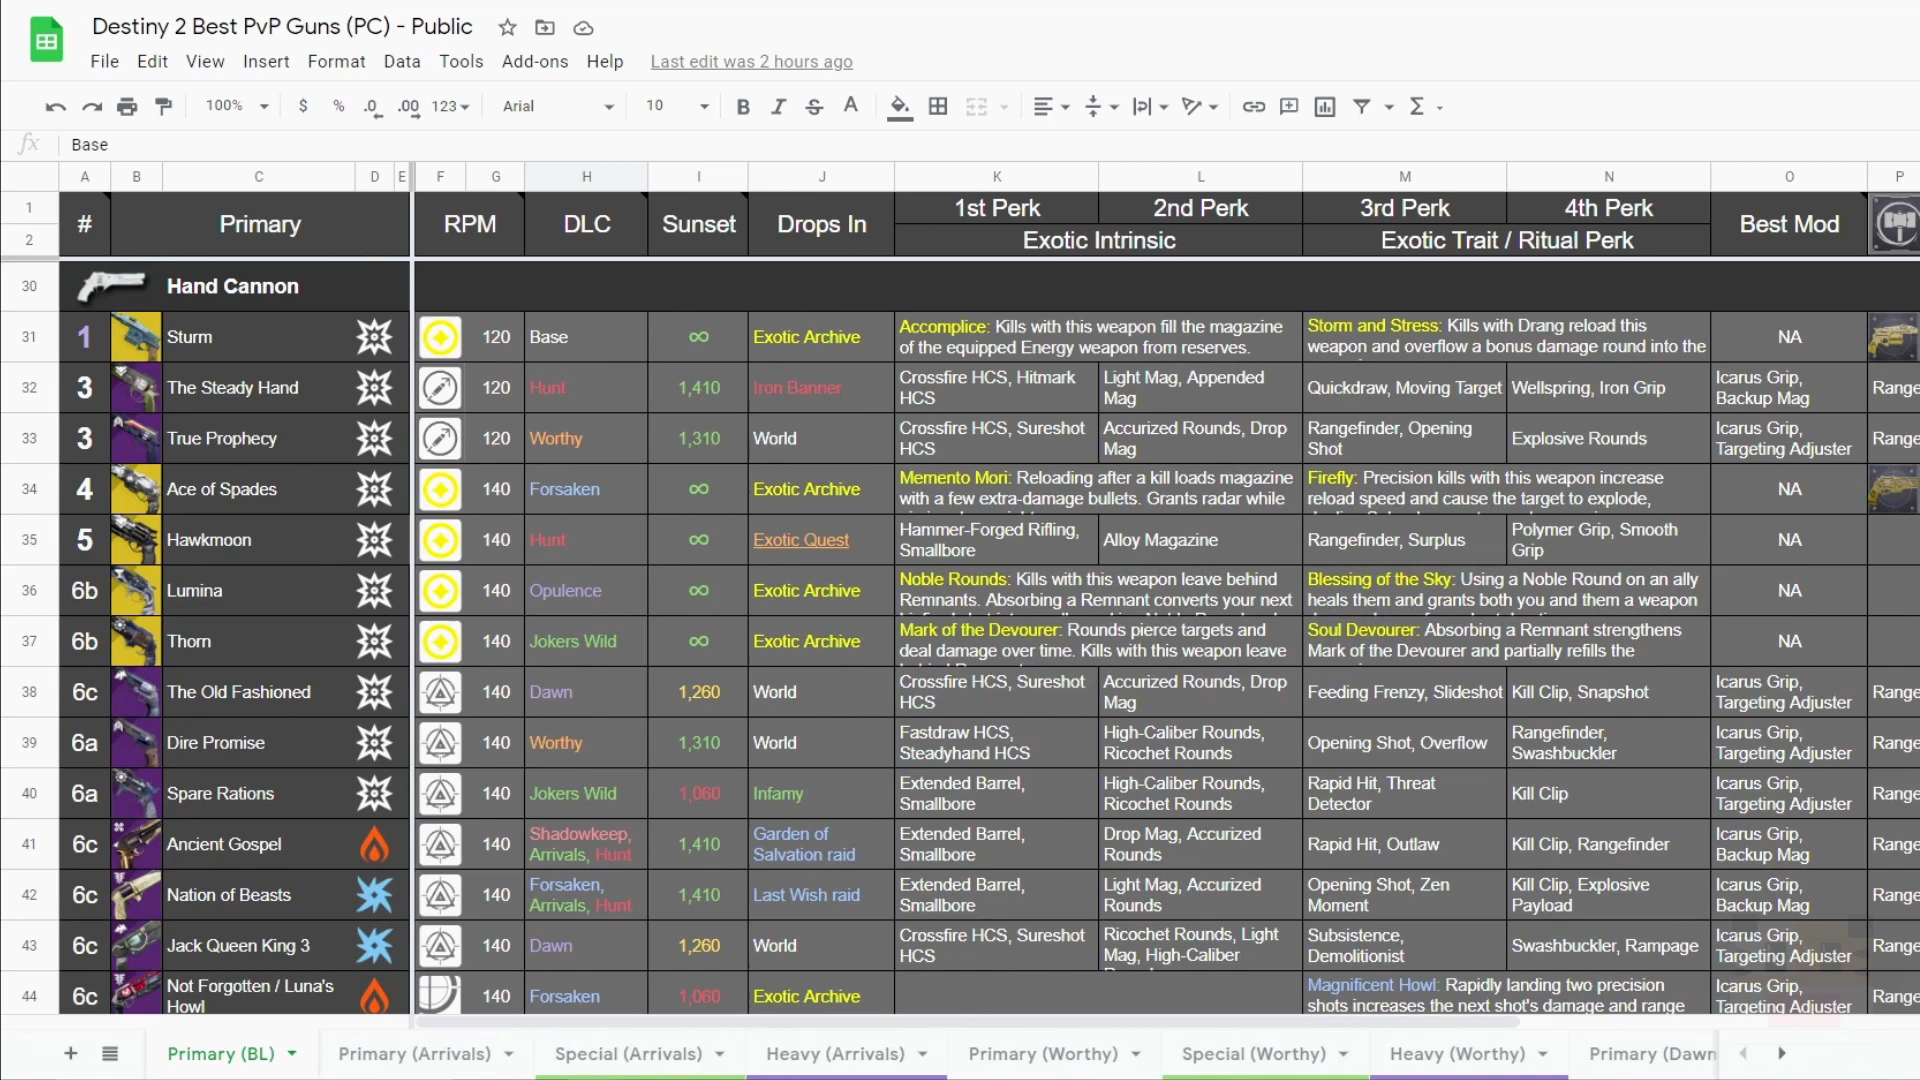 Destiny 2 Best PvP Guns (PC) - Public
File Edit View Insert Format Data Tools Add-ons Help Last edit was 2 hours ago
100% $ % .0 .00 123 Arial 10 B I S A Σ
fx Base
A B C D E F G H I J K L M N O P
1 2
# Primary RPM DLC Sunset Drops In 1st Perk 2nd Perk 3rd Perk 4th Perk Best Mod
Exotic Intrinsic Exotic Trait / Ritual Perk
30 Hand Cannon
31 1 Sturm 120 Base ∞ Exotic Archive Accomplice: Kills with this weapon fill the magazine
of the equipped Energy weapon from reserves.
Storm and Stress: Kills with Drang reload this
weapon and overflow a bonus damage round into the
NA
32 3 The Steady Hand 120 Hunt 1,410 Iron Banner Crossfire HCS, Hitmark
HCS
Light Mag, Appended
Mag
Quickdraw, Moving Target Wellspring, Iron Grip
Icarus Grip,
Backup Mag
Range
33 3 True Prophecy 120 Worthy 1,310 World Crossfire HCS, Sureshot
HCS
Accurized Rounds, Drop
Mag
Rangefinder, Opening
Shot
Explosive Rounds
Icarus Grip,
Targeting Adjuster
Range
34 4 Ace of Spades 140 Forsaken ∞ Exotic Archive Memento Mori: Reloading after a kill loads magazine
with a few extra-damage bullets. Grants radar while
Firefly: Precision kills with this weapon increase
reload speed and cause the target to explode,
NA
35 5 Hawkmoon 140 Hunt ∞ Exotic Quest Hammer-Forged Rifling,
Smallbore
Alloy Magazine Rangefinder, Surplus
Polymer Grip, Smooth
Grip
NA
36 6b Lumina 140 Opulence ∞ Exotic Archive Noble Rounds: Kills with this weapon leave behind
Remnants. Absorbing a Remnant converts your next
Blessing of the Sky: Using a Noble Round on an ally
heals them and grants both you and them a weapon
NA
37 6b Thorn 140 Jokers Wild ∞ Exotic Archive Mark of the Devourer: Rounds pierce targets and
deal damage over time. Kills with this weapon leave
Soul Devourer: Absorbing a Remnant strengthens
Mark of the Devourer and partially refills the
NA
38 6c The Old Fashioned 140 Dawn 1,260 World Crossfire HCS, Sureshot
HCS
Accurized Rounds, Drop
Mag
Feeding Frenzy, Slideshot Kill Clip, Snapshot
Icarus Grip,
Targeting Adjuster
Range
39 6a Dire Promise 140 Worthy 1,310 World Fastdraw HCS,
Steadyhand HCS
High-Caliber Rounds,
Ricochet Rounds
Opening Shot, Overflow
Rangefinder,
Swashbuckler
Icarus Grip,
Targeting Adjuster
Range
40 6a Spare Rations 140 Jokers Wild 1,060 Infamy Extended Barrel,
Smallbore
High-Caliber Rounds,
Ricochet Rounds
Rapid Hit, Threat
Detector
Kill Clip
Icarus Grip,
Targeting Adjuster
Range
41 6c Ancient Gospel 140 Shadowkeep,
Arrivals, Hunt
1,410 Garden of
Salvation raid
Extended Barrel,
Smallbore
Drop Mag, Accurized
Rounds
Rapid Hit, Outlaw Kill Clip, Rangefinder
Icarus Grip,
Backup Mag
Range
42 6c Nation of Beasts 140 Forsaken,
Arrivals, Hunt
1,410 Last Wish raid
Extended Barrel,
Smallbore
Light Mag, Accurized
Rounds
Opening Shot, Zen
Moment
Kill Clip, Explosive
Payload
Icarus Grip,
Backup Mag
Range
43 6c Jack Queen King 3 140 Dawn 1,260 World Crossfire HCS, Sureshot
HCS
Ricochet Rounds, Light
Mag, High-Caliber
Subsistence,
Demolitionist
Swashbuckler, Rampage
Icarus Grip,
Targeting Adjuster
Range
44 6c Not Forgotten / Luna's
Howl
140 Forsaken 1,060 Exotic Archive
Magnificent Howl: Rapidly landing two precision
shots increases the next shot's damage and range
Icarus Grip,
Targeting Adjuster
Range
+ Primary (BL) Primary (Arrivals) Special (Arrivals) Heavy (Arrivals) Primary (Worthy) Special (Worthy) Heavy (Worthy) Primary (Dawn